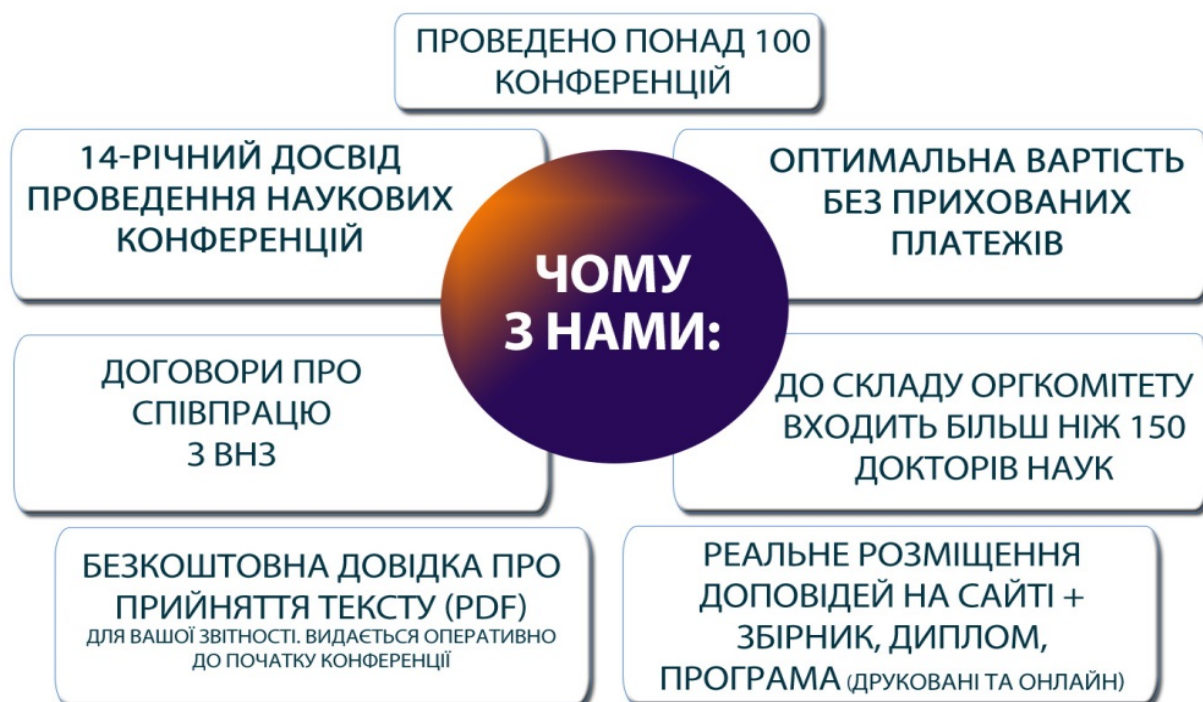 ПРОВЕДЕНО ПОНАД 100
КОНФЕРЕНЦІЙ
14-РІЧНИЙ ДОСВІД
ПРОВЕДЕННЯ НАУКОВИХ
КОНФЕРЕНЦІЙ
ОПТИМАЛЬНА ВАРТІСТЬ
БЕЗ ПРИХОВАНИХ
ПЛАТЕЖІВ
ЧОМУ
З НАМИ:
ДОГОВОРИ ПРО
СПІВПРАЦЮ
З ВНЗ
ДО СКЛАДУ ОРГКОМІТЕТУ
ВХОДИТЬ БІЛЬШ НІЖ 150
ДОКТОРІВ НАУК
БЕЗКОШТОВНА ДОВІДКА ПРО
ПРИЙНЯТТЯ ТЕКСТУ (PDF)
ДЛЯ ВАШОЇ ЗВІТНОСТІ. ВИДАЄТЬСЯ ОПЕРАТИВНО
ДО ПОЧАТКУ КОНФЕРЕНЦІЇ
РЕАЛЬНЕ РОЗМІЩЕННЯ
ДОПОВІДЕЙ НА САЙТІ +
ЗБІРНИК, ДИПЛОМ,
ПРОГРАМА (ДРУКОВАНІ ТА ОНЛАЙН)